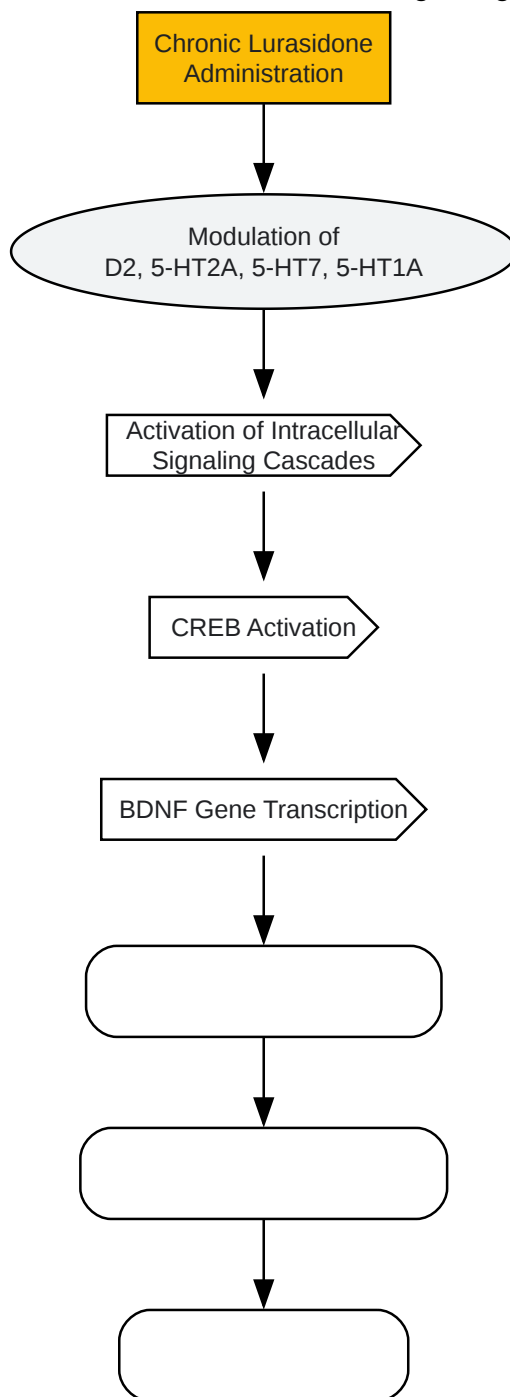 Chronic Lurasidone
Administration
Modulation of
D2, 5-HT2A, 5-HT7, 5-HT1A
Activation of Intracellular
Signaling Cascades
CREB Activation
BDNF Gene Transcription